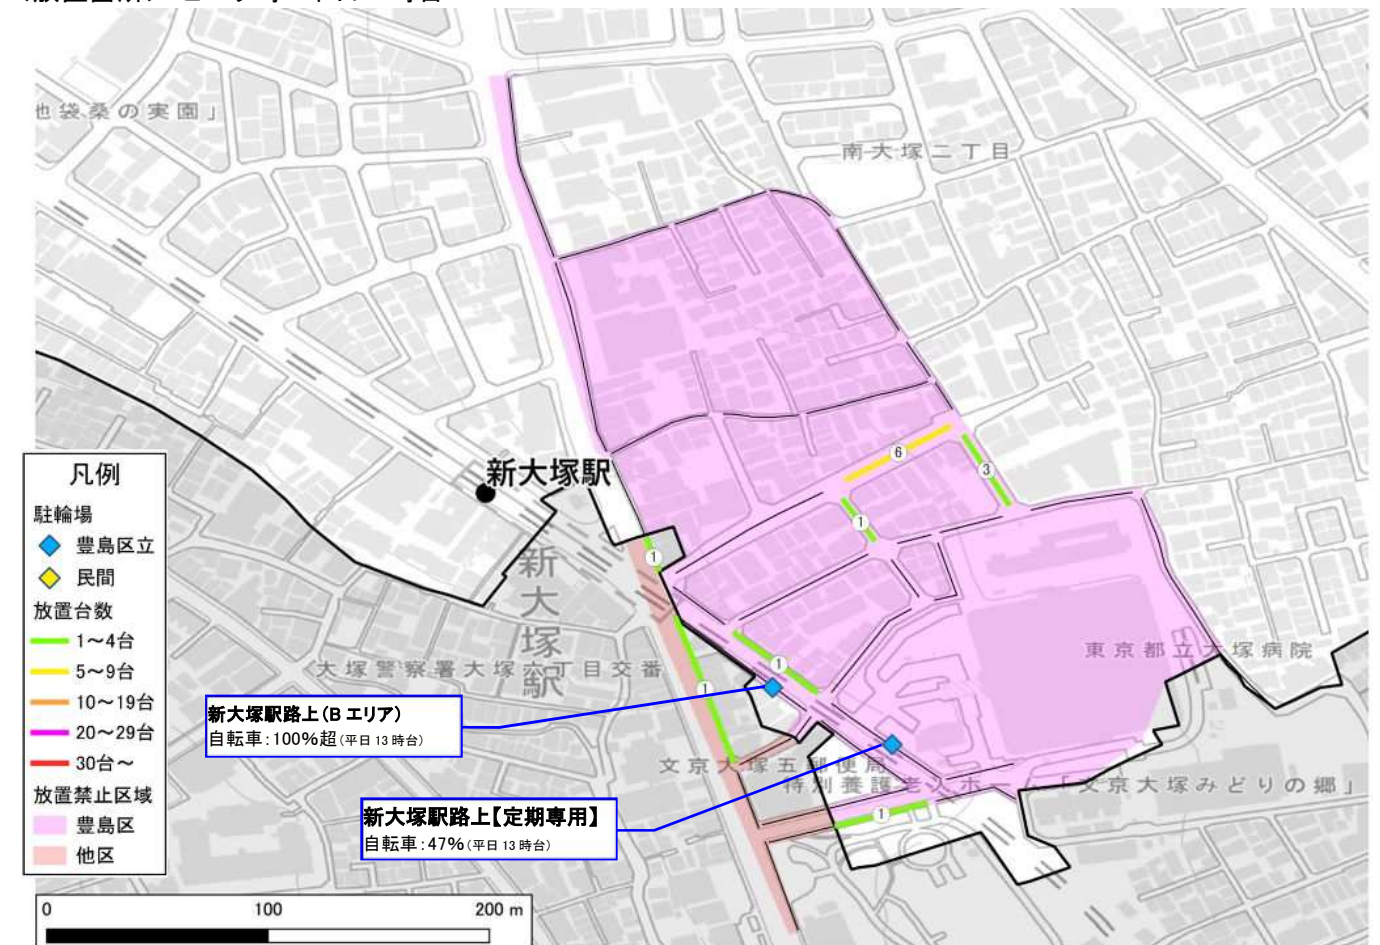 也袋桑の実園」
南大塚二丁目
新大塚駅
凡例
駐輪場
豊島区立
民間
放置台数
1～4台
5～9台
10～19台
20～29台
30台～
放置禁止区域
豊島区
他区
6
3
1
1
1
1
1
新大塚駅
大塚警察署大塚六丁目交番
東京都立大塚病院
新大塚駅路上（Bエリア）
自転車：100%超（平日13時台）
文京大塚五郵便局
特別養護老人ホー
「文京大塚みどりの郷」
新大塚駅路上【定期専用】
自転車：47%（平日13時台）
0
100
200 m